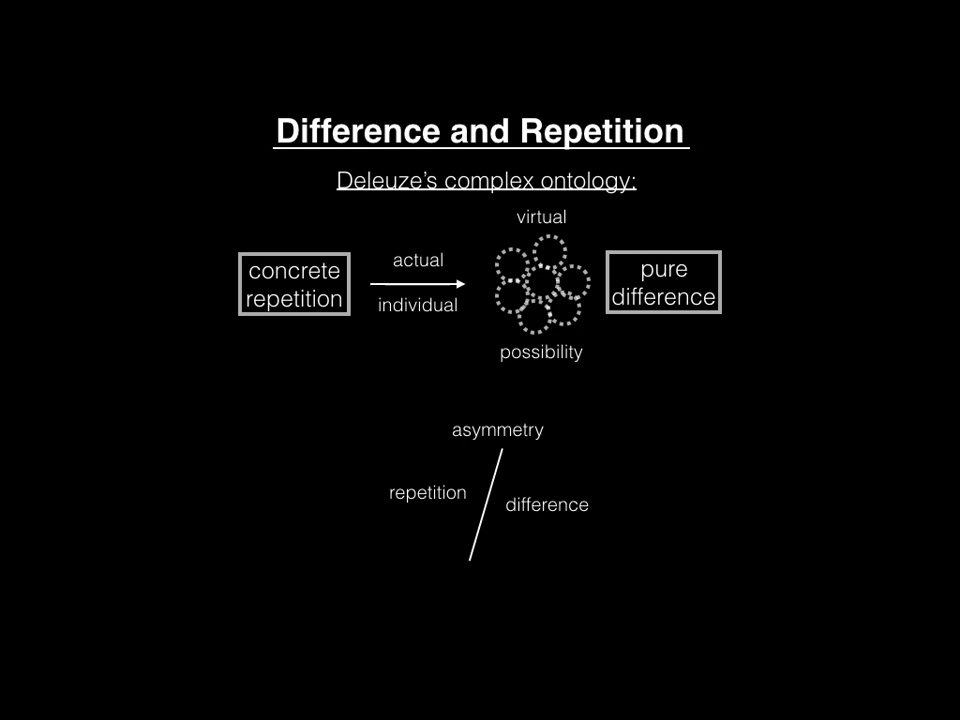 Difference and Repetition
Deleuze’s complex ontology:
virtual
concrete
repetition
actual
individual
pure
difference
possibility
asymmetry
repetition
difference